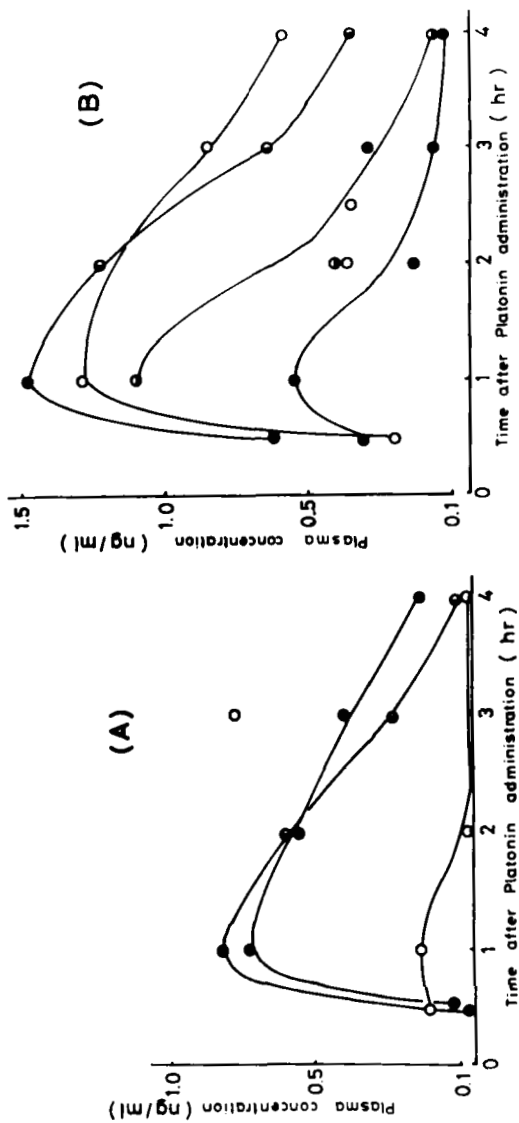 (A)
Plasma concentration ( ng/ml )
1.0
0.5
0.1
0
1
2
3
4
Time after Platonin administration ( hr )
(B)
Plasma concentration ( ng/ml )
1.5
1.0
0.5
0.1
0
1
2
3
4
Time after Platonin administration ( hr )